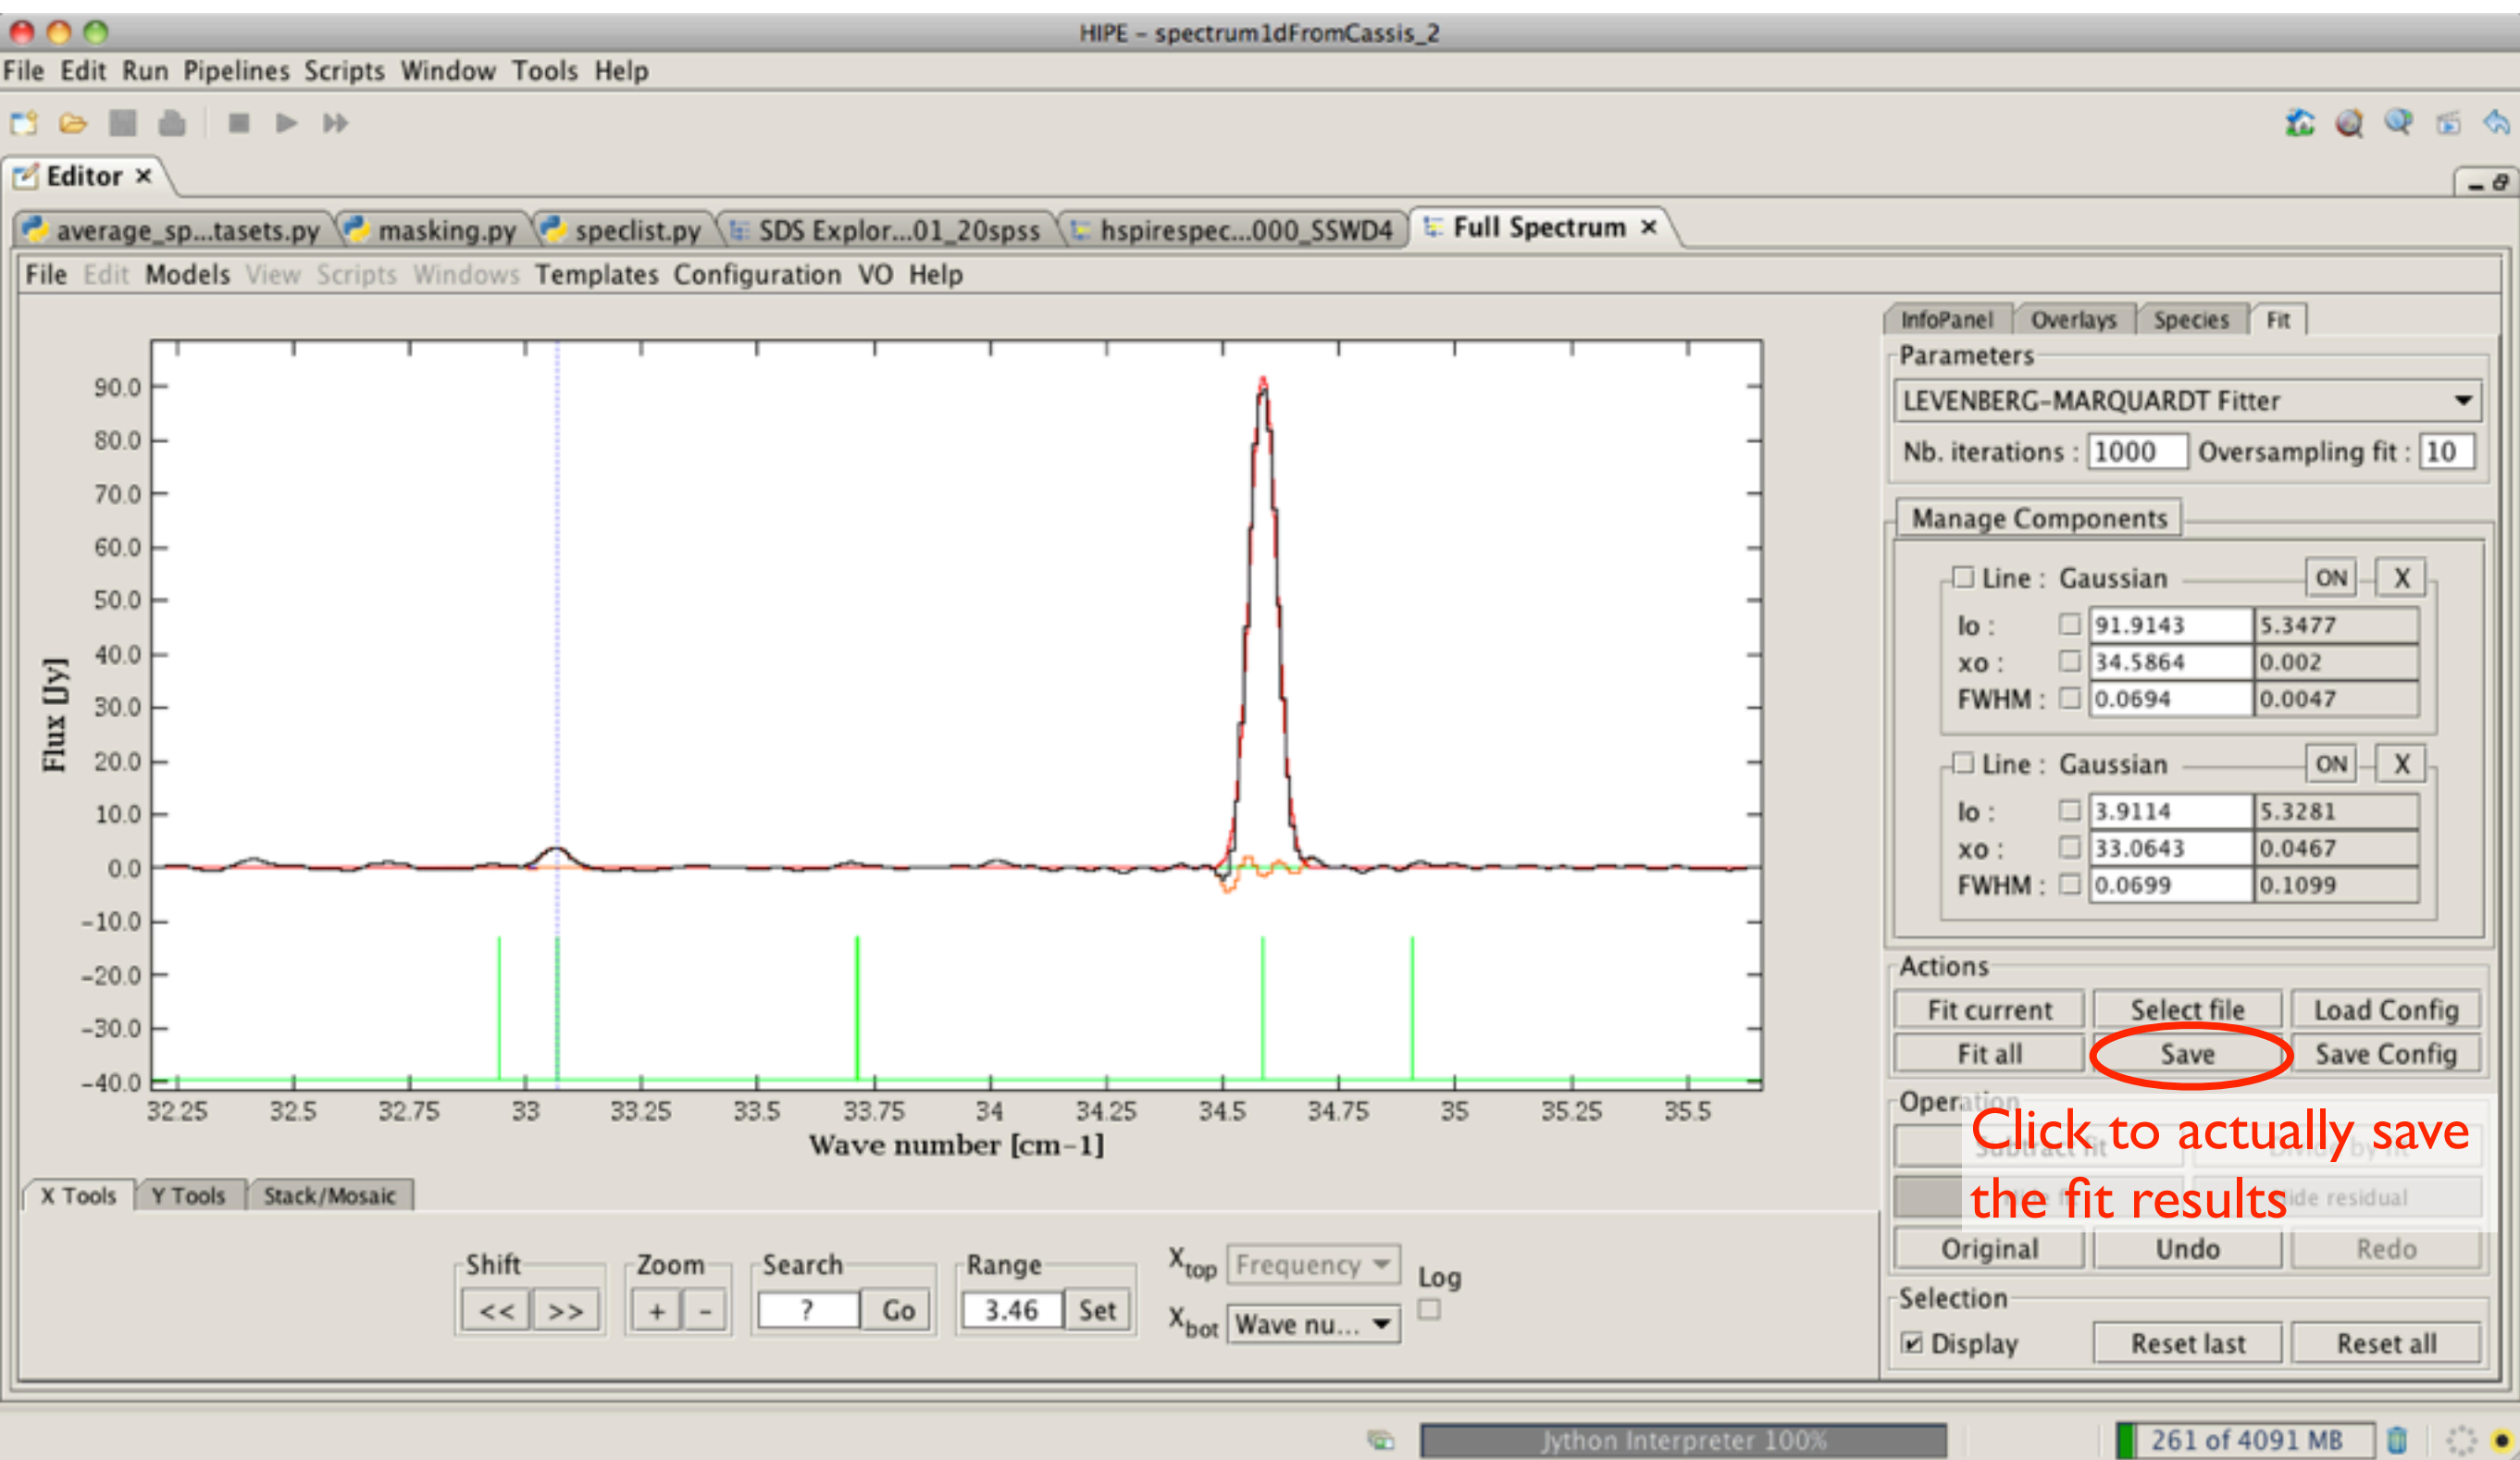 HIPE - spectrum1dFromCassis_2
File Edit Run Pipelines Scripts Window Tools Help
Editor ×
average_sp...tasets.py masking.py speclist.py SDS Explor...01_20spss hspirespec...000_SSWD4 Full Spectrum ×
File Edit Models View Scripts Windows Templates Configuration VO Help
InfoPanel Overlays Species Fit
Parameters
LEVENBERG-MARQUARDT Fitter
Nb. iterations : 1000 Oversampling fit : 10
Manage Components
Line : Gaussian ON X
Io : 91.9143 5.3477
xo : 34.5864 0.002
FWHM : 0.0694 0.0047
Line : Gaussian ON X
Io : 3.9114 5.3281
xo : 33.0643 0.0467
FWHM : 0.0699 0.1099
Actions
Fit current Select file Load Config
Fit all Save Save Config
Operation
Subtract fit Divide by fit
Click to actually save
the fit results
Hide residual
Original Undo Redo
Selection
Display Reset last Reset all
90.0
80.0
70.0
60.0
50.0
40.0
30.0
20.0
10.0
0.0
-10.0
-20.0
-30.0
-40.0
Flux [Jy]
32.25 32.5 32.75 33 33.25 33.5 33.75 34 34.25 34.5 34.75 35 35.25 35.5
Wave number [cm-1]
X Tools Y Tools Stack/Mosaic
Shift Zoom Search Range Xtop Frequency Log
<< >> + - ? Go 3.46 Set Xbot Wave nu...
Jython Interpreter 100%
261 of 4091 MB